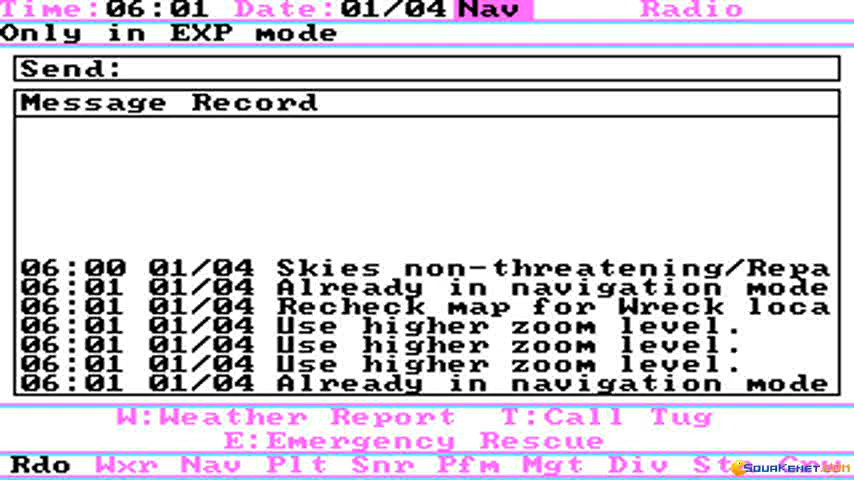 Time:06:01 Date:01/04 Nav Radio
Only in EXP mode
Send:
Message Record
06:00 01/04 Skies non-threatening/Repa
06:01 01/04 Already in navigation mode
06:01 01/04 Recheck map for Wreck loca
06:01 01/04 Use higher zoom level.
06:01 01/04 Use higher zoom level.
06:01 01/04 Use higher zoom level.
06:01 01/04 Already in navigation mode
W:Weather Report T:Call Tug
E:Emergency Rescue
Rdo Wxr Nav Plt Snr Pfm Mgt Div
SquakeNet.com